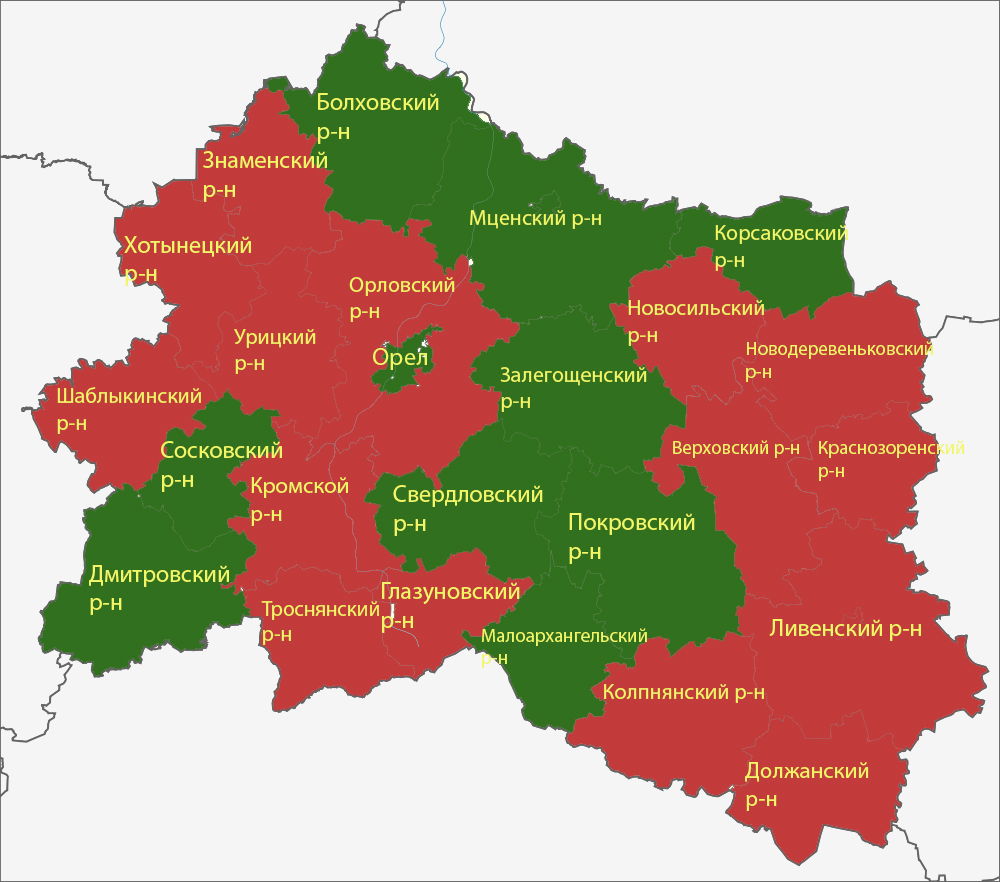 Болховский
р-н
Знаменский
р-н
Мценский р-н
Корсаковский
р-н
Хотынецкий
р-н
Орловский
р-н
Новосильский
р-н
Урицкий
р-н
Орел
Новодеревеньковский
р-н
Залегощенский
р-н
Шаблыкинский
р-н
Сосковский
р-н
Верховский р-н
Краснозоренский
р-н
Кромской
р-н
Свердловский
р-н
Покровский
р-н
Дмитровский
р-н
Троснянский
р-н
Глазуновский
р-н
Малоархангельский
р-н
Ливенский р-н
Колпнянский р-н
Должанский
р-н